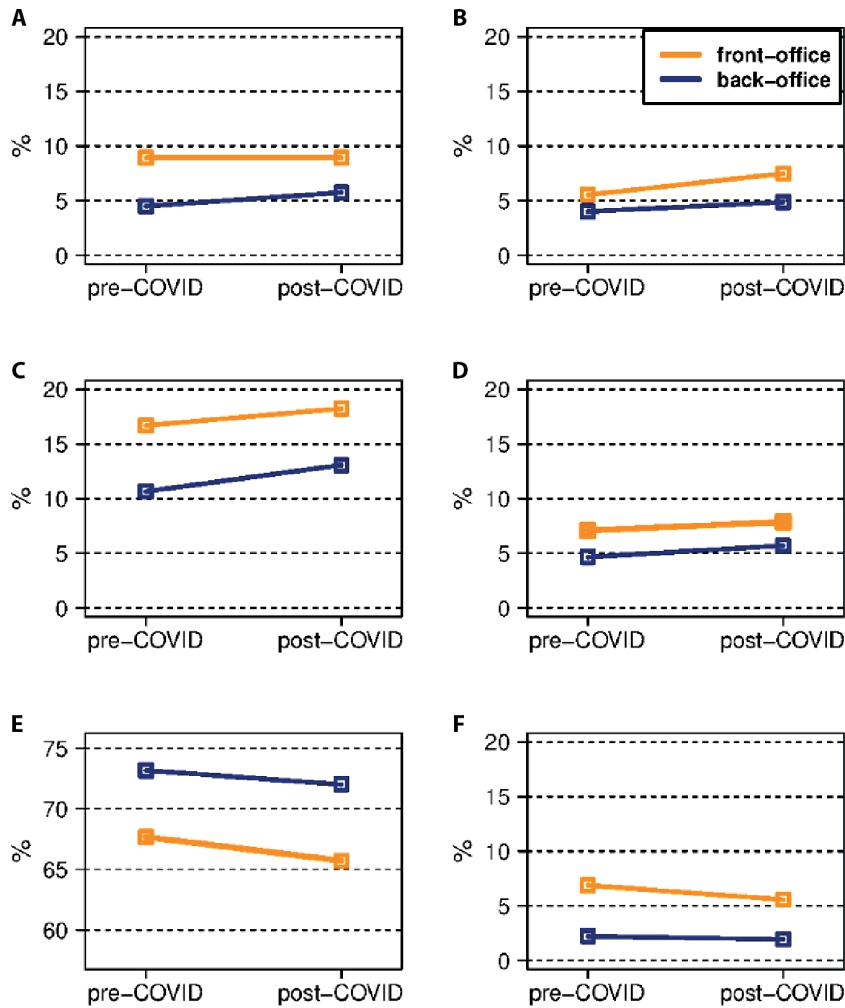 A
20
15
10
5
0
%
pre−COVID
post−COVID
B
front−office
back−office
20
15
10
5
0
%
pre−COVID
post−COVID
C
20
15
10
5
0
%
pre−COVID
post−COVID
D
20
15
10
5
0
%
pre−COVID
post−COVID
E
75
70
65
60
%
pre−COVID
post−COVID
F
20
15
10
5
0
%
pre−COVID
post−COVID